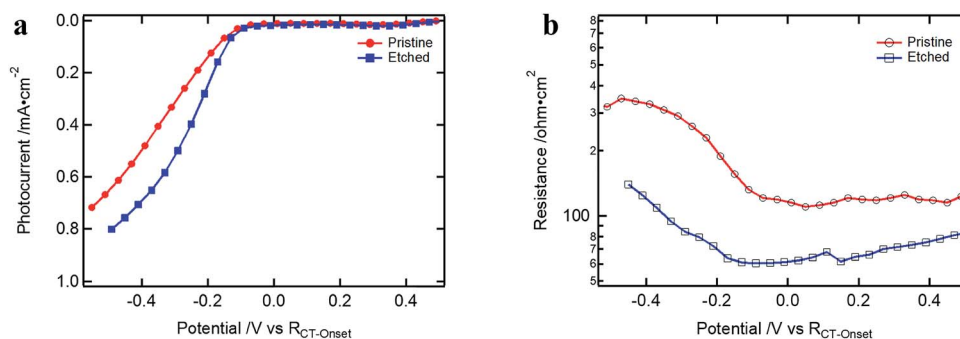 a
0.0
0.2
0.4
0.6
0.8
1.0
Photocurrent /mA•cm⁻²
Pristine
Etched
-0.4
-0.2
0.0
0.2
0.4
Potential /V vs R_CT-Onset
b
8
6
5
4
3
2
100
8
7
6
5
Resistance /ohm•cm²
Pristine
Etched
-0.4
-0.2
0.0
0.2
0.4
Potential /V vs R_CT-Onset